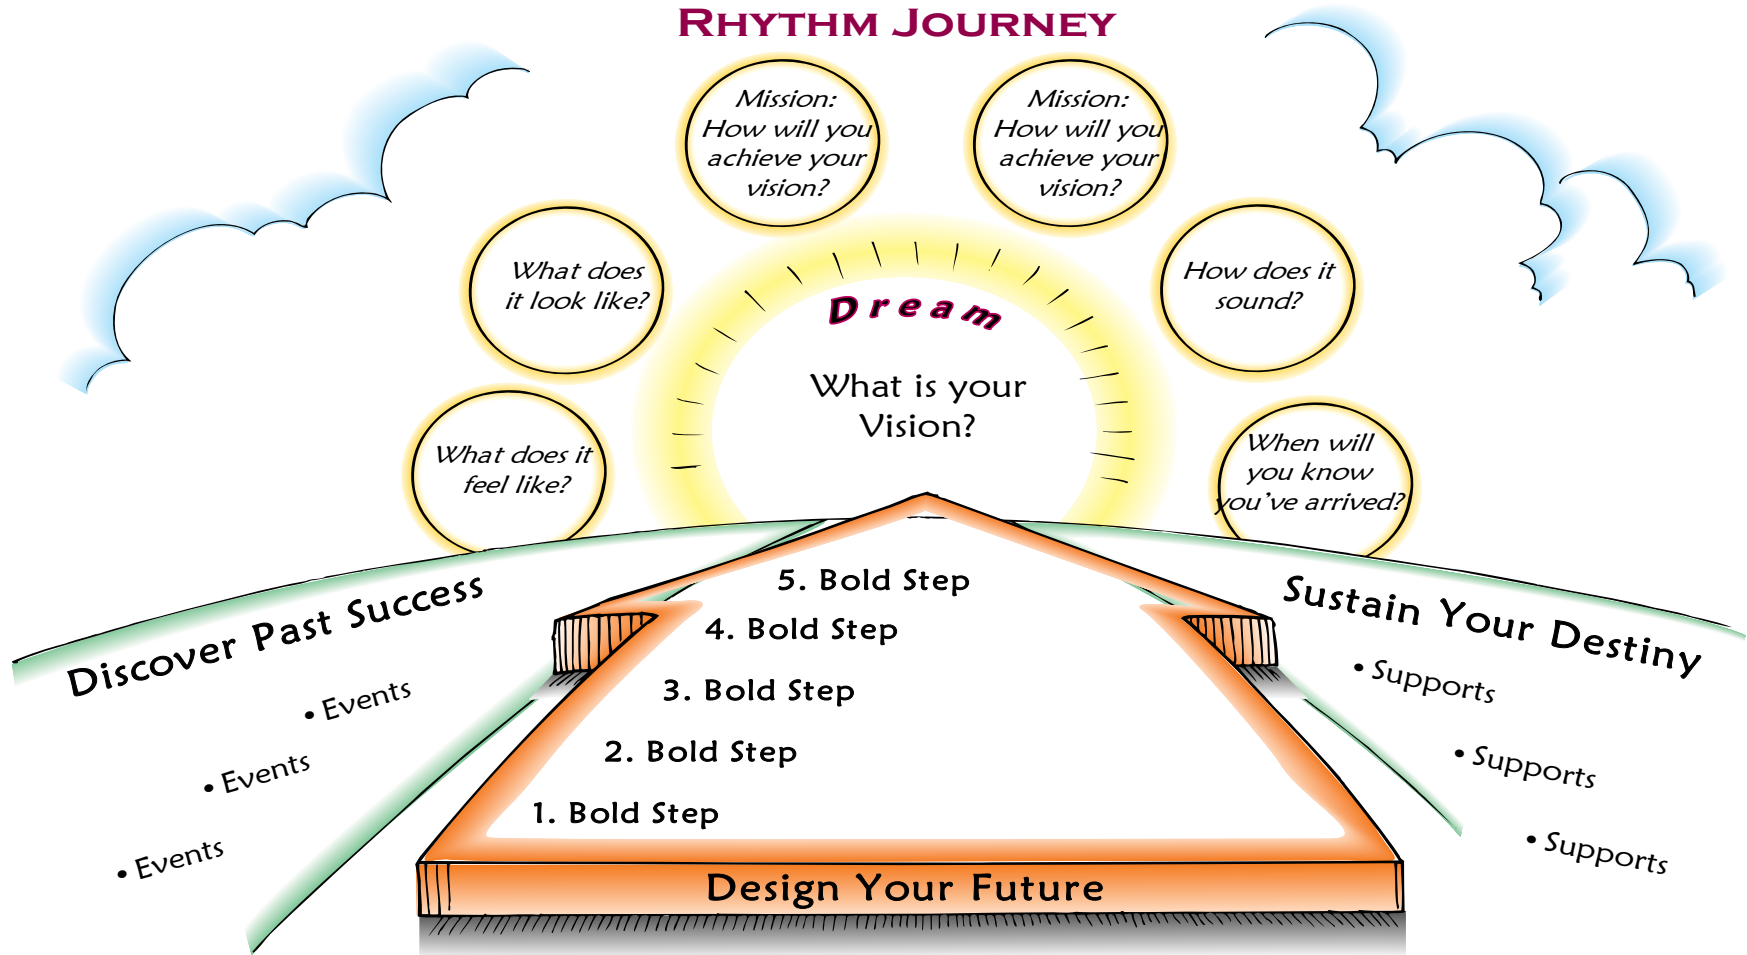 RHYTHM JOURNEY
Mission:
How will you
achieve your
vision?
Mission:
How will you
achieve your
vision?
What does
it look like?
How does it
sound?
What does it
feel like?
When will
you know
you've arrived?
Dream
What is your
Vision?
Discover Past Success
• Events
• Events
• Events
5. Bold Step
4. Bold Step
3. Bold Step
2. Bold Step
1. Bold Step
Design Your Future
Sustain Your Destiny
• Supports
• Supports
• Supports